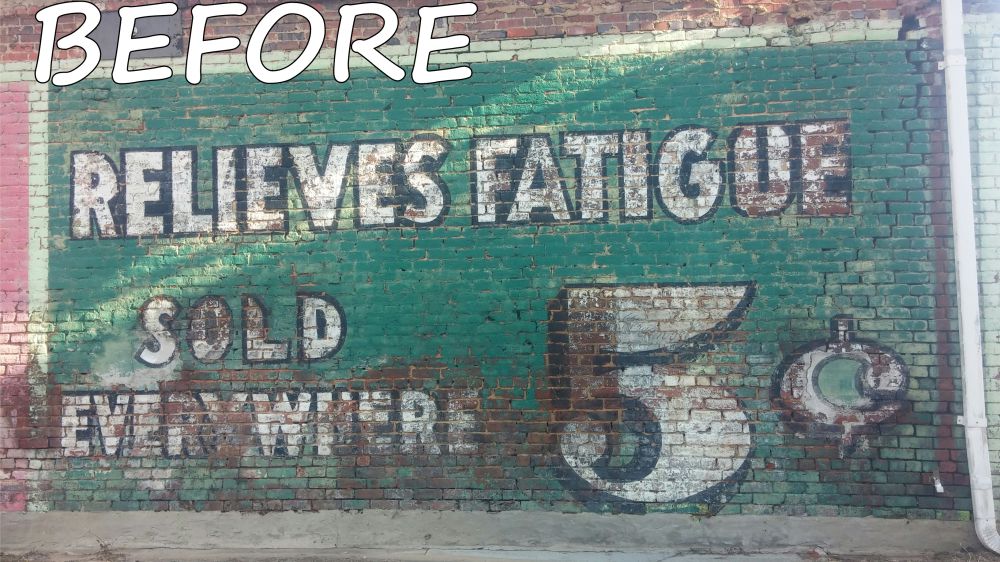 BEFORE
RELIEVES FATIGUE
SOLD
EVERYWHERE
5¢